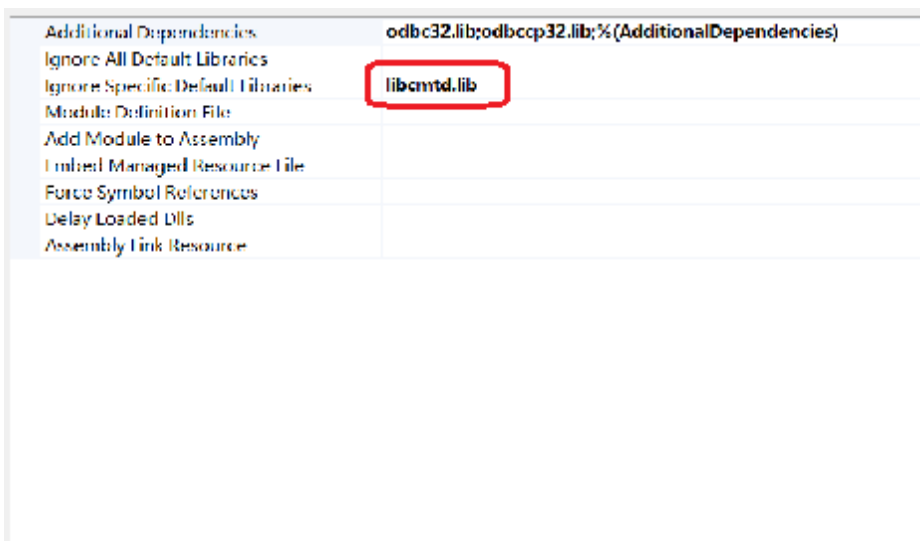 Additional Dependencies odbc32.lib;odbccp32.lib;%(AdditionalDependencies)
Ignore All Default Libraries
Ignore Specific Default Libraries libcmtd.lib
Module Definition File
Add Module to Assembly
Embed Managed Resource File
Force Symbol References
Delay Loaded Dlls
Assembly Link Resource